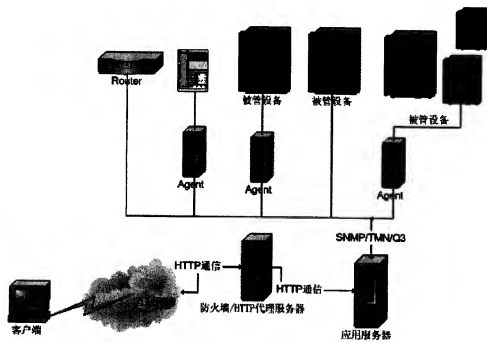 Router
被管设备
被管设备
被管设备
Agent
Agent
Agent
SNMP/TMN/Q3
HTTP通信
HTTP通信
防火墙/HTTP代理服务器
客户端
应用服务器